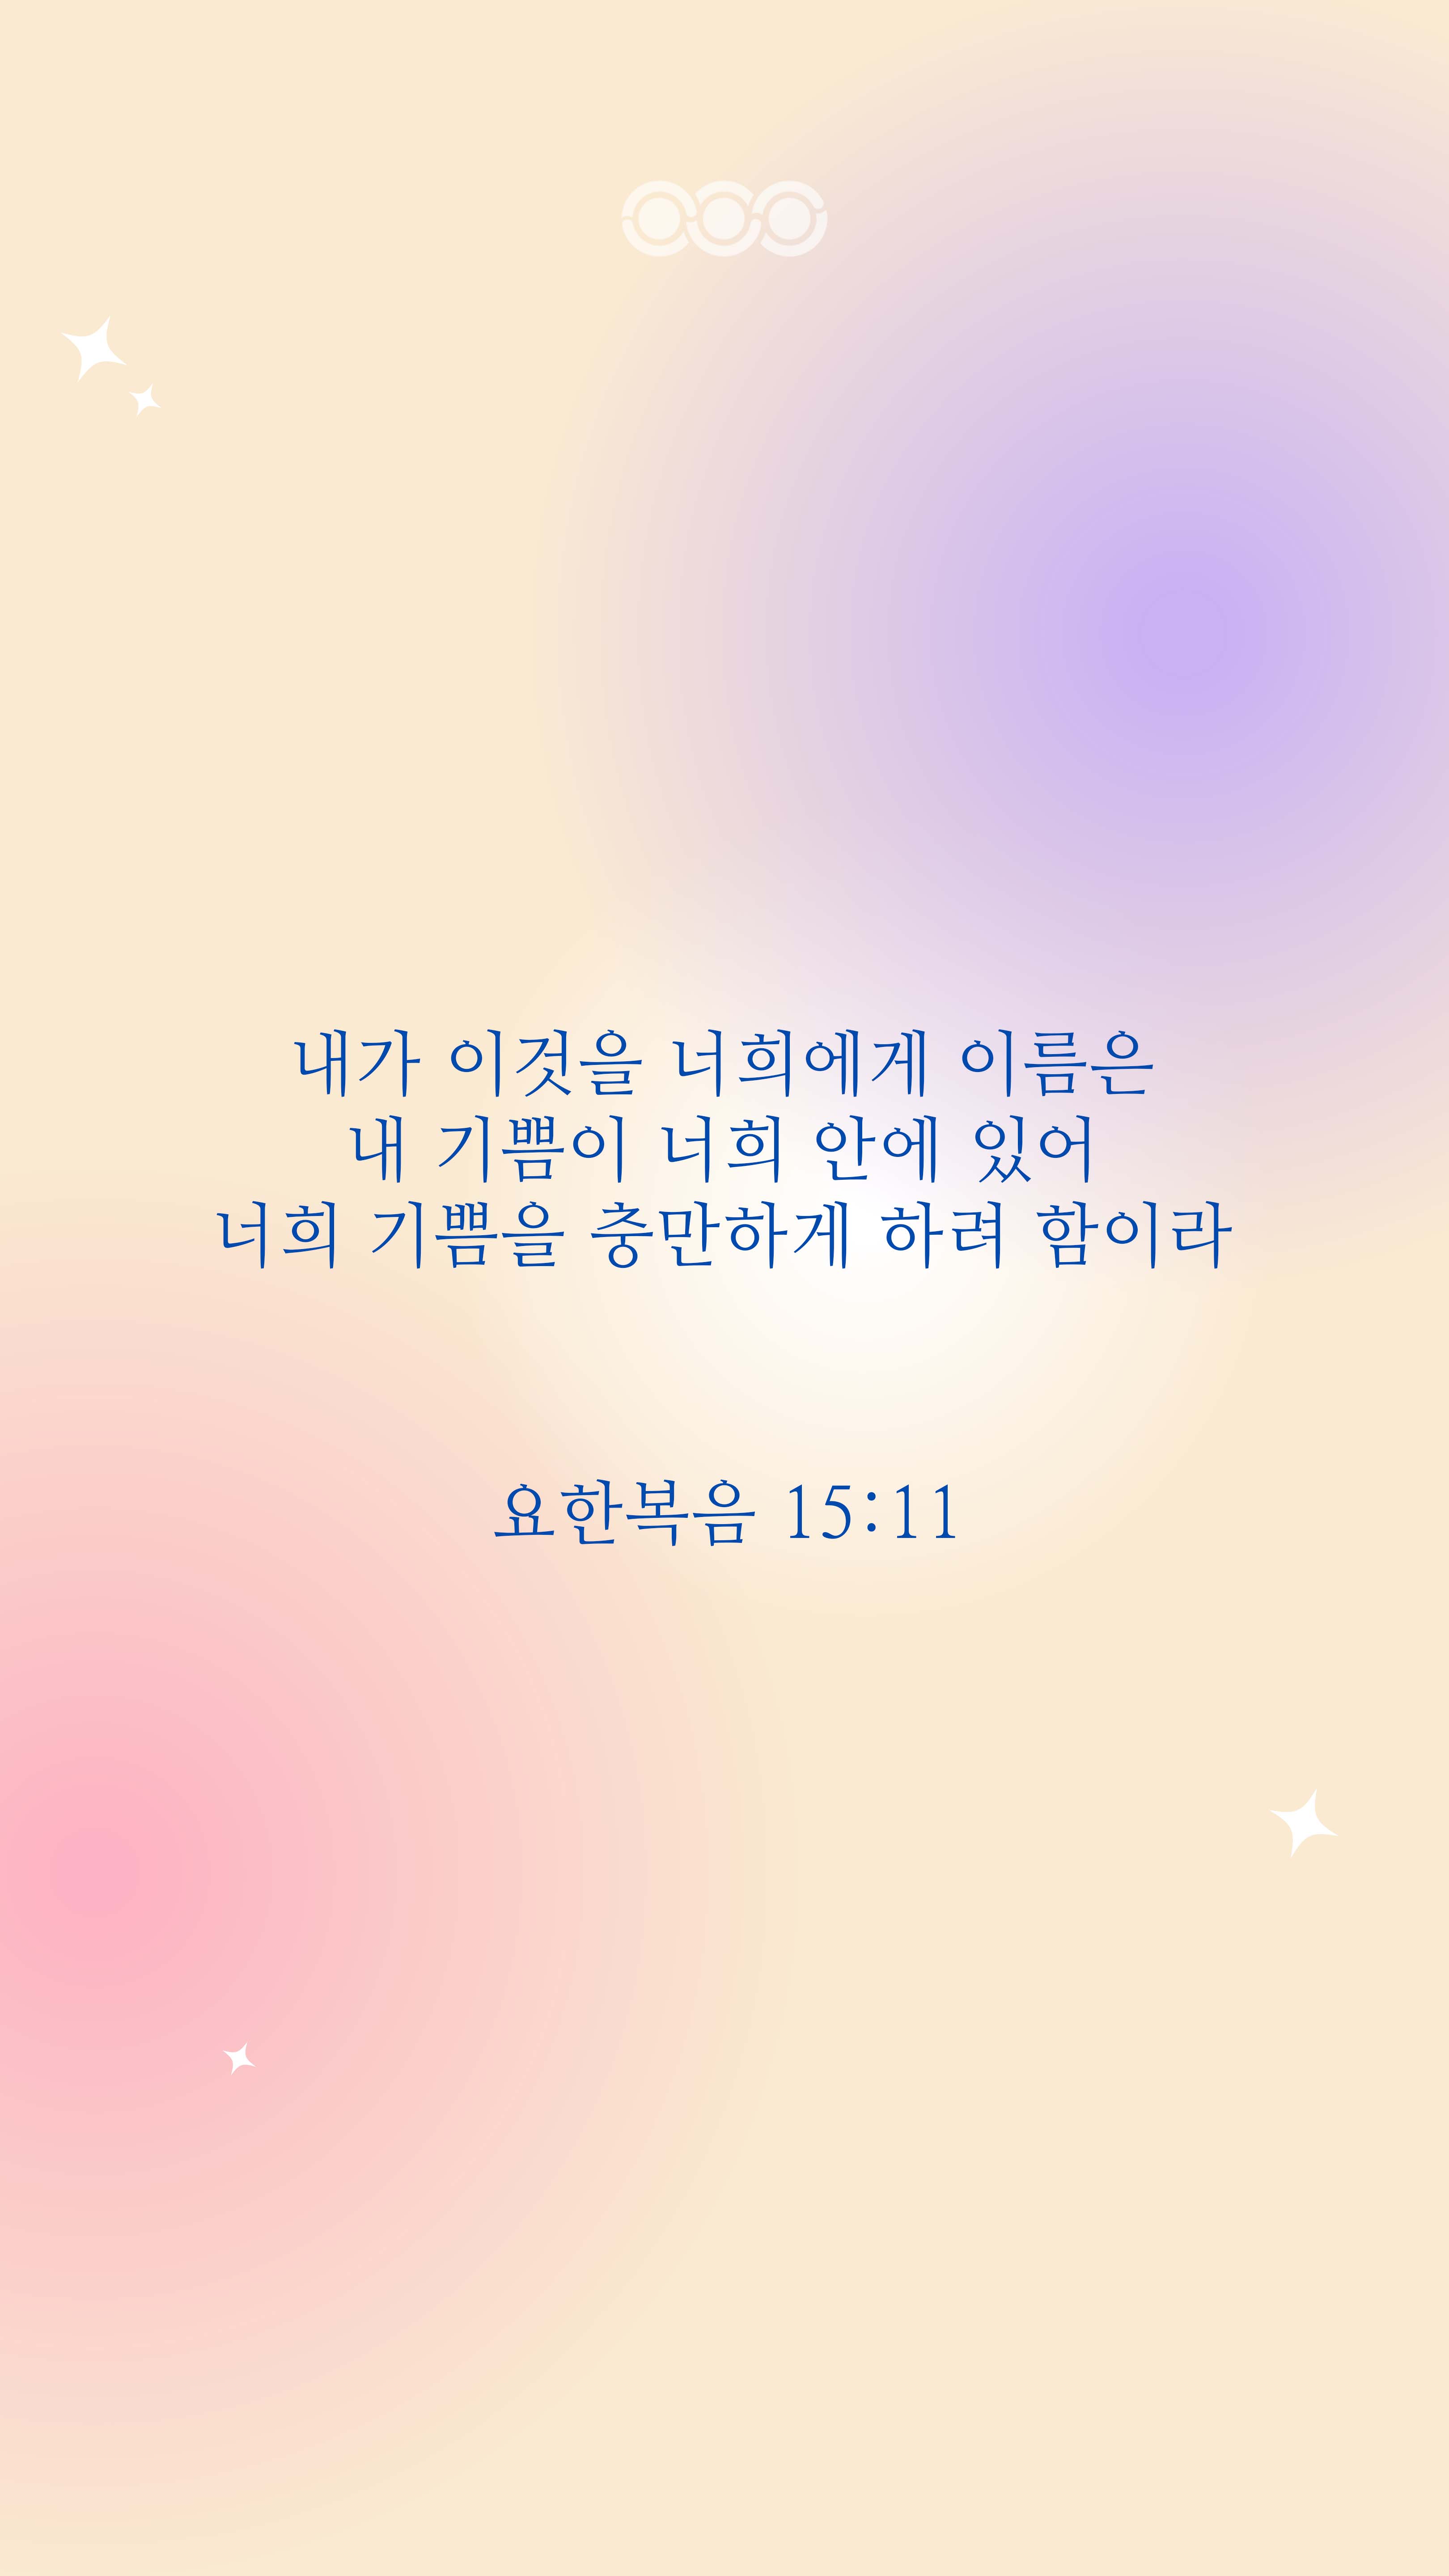 내가 이것을 너희에게 이름은
내 기쁨이 너희 안에 있어
너희 기쁨을 충만하게 하려 함이라
요한복음 15:11